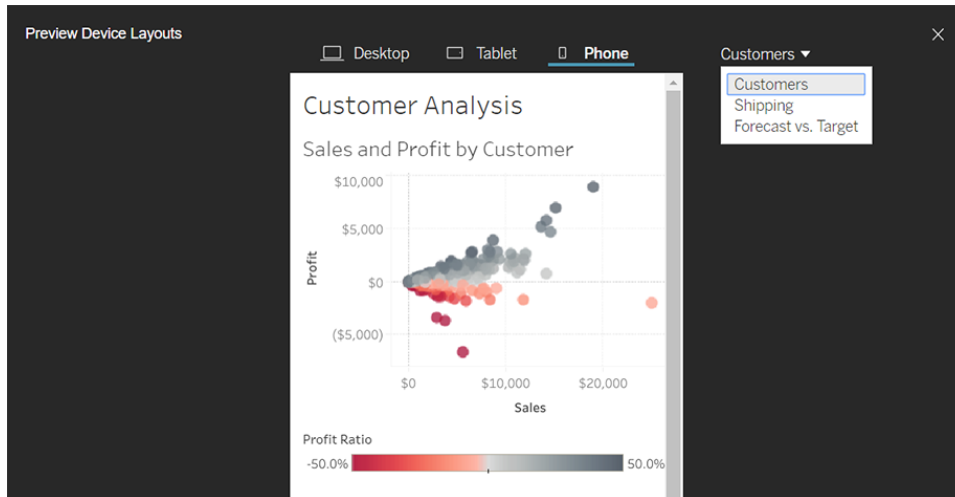 Preview Device Layouts
Desktop Tablet Phone
Customers
Customers
Shipping
Forecast vs. Target
Customer Analysis
Sales and Profit by Customer
$10,000
$5,000
$0
($5,000)
Profit
$0 $10,000 $20,000
Sales
Profit Ratio
-50.0% 50.0%